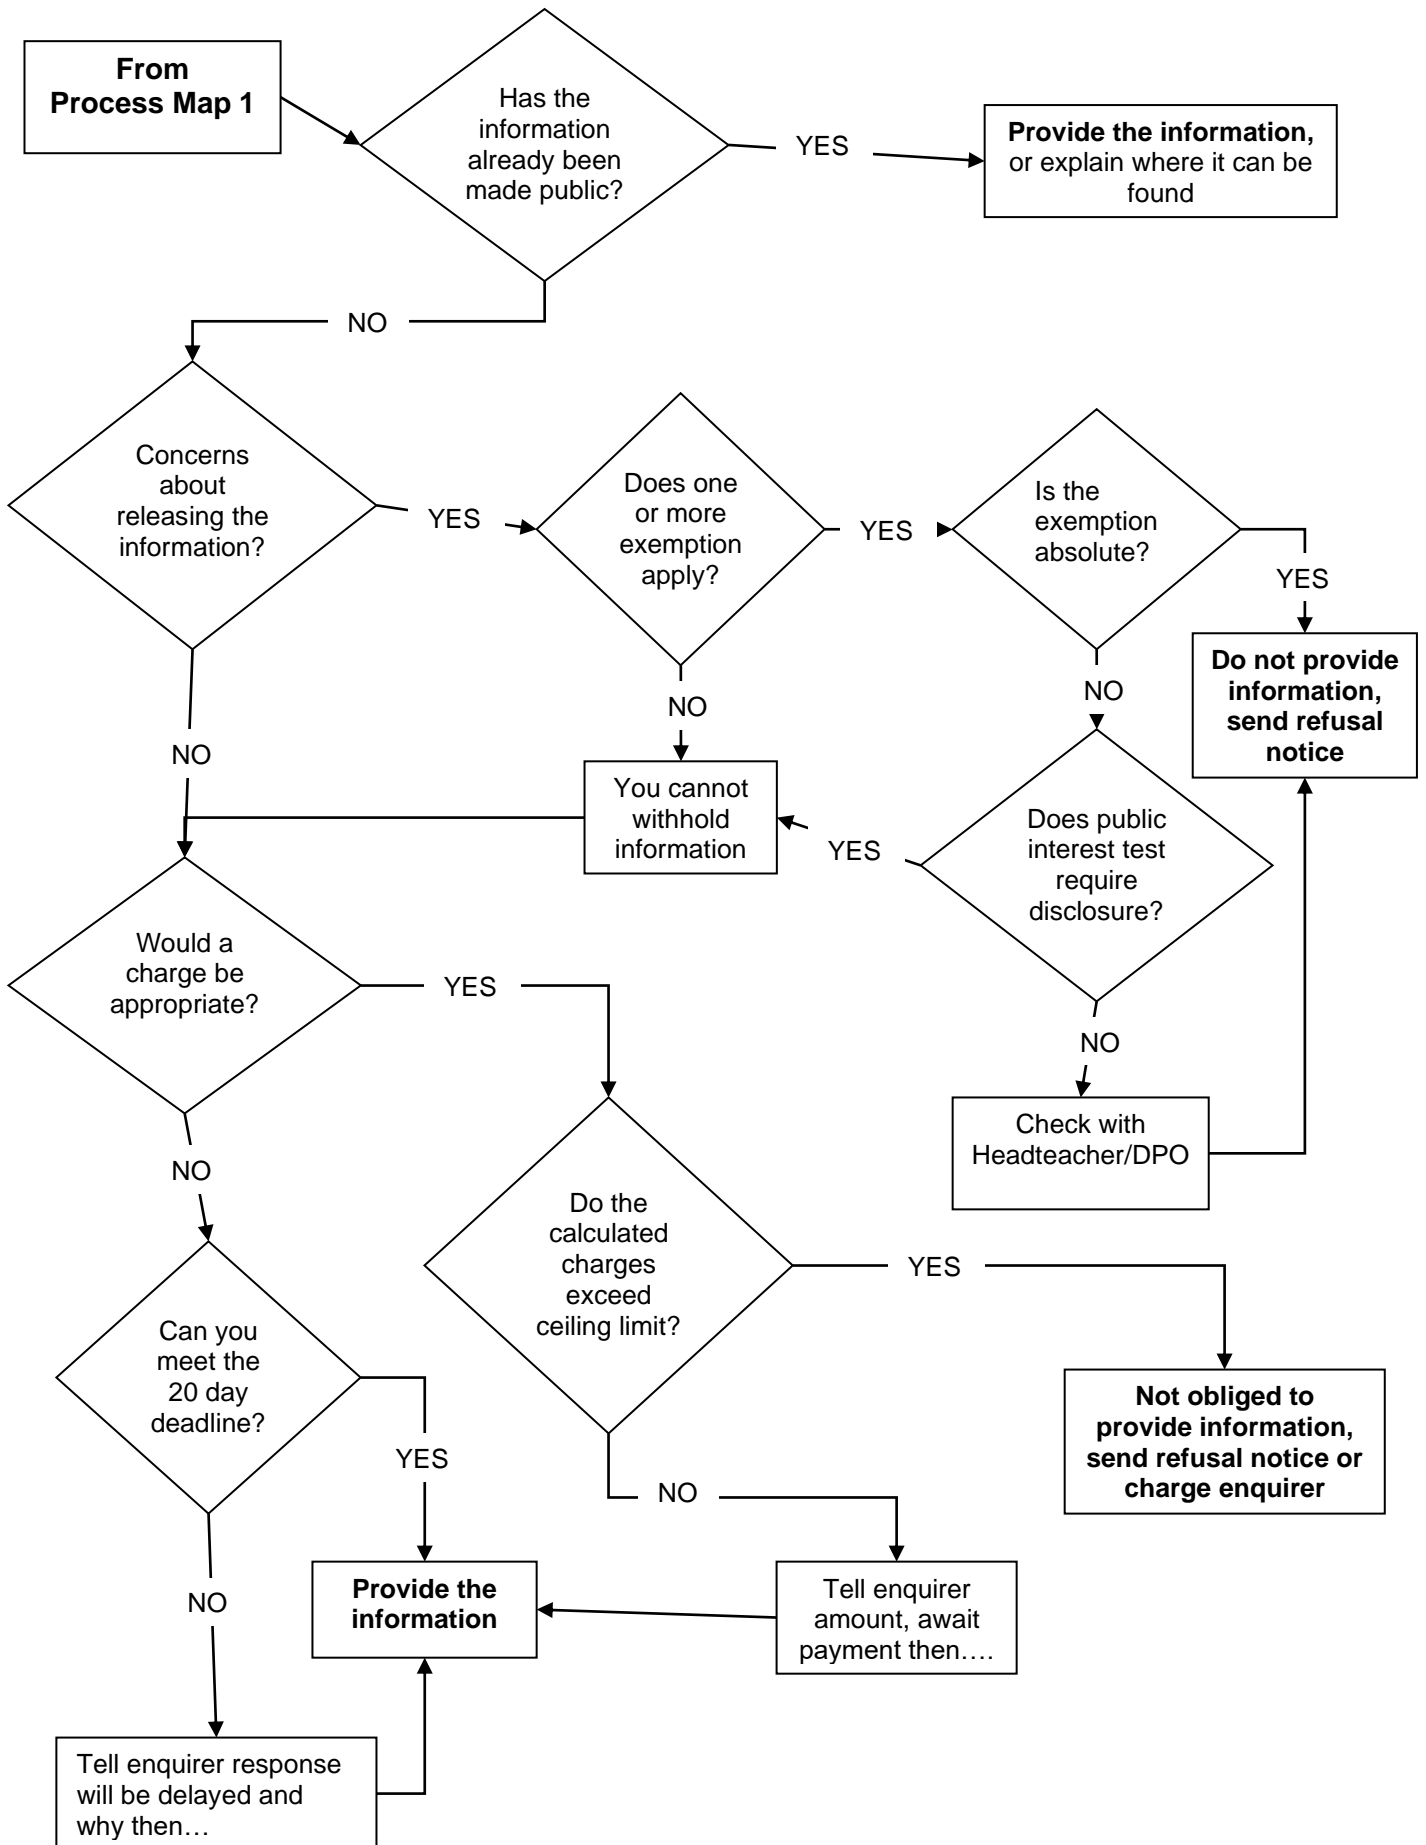 From
Process Map 1
Has the
information
already been
made public?
YES
Provide the information,
or explain where it can be
found
NO
Concerns
about
releasing the
information?
YES
Does one
or more
exemption
apply?
YES
Is the
exemption
absolute?
YES
Do not provide
information,
send refusal
notice
NO
NO
NO
You cannot
withhold
information
YES
Does public
interest test
require
disclosure?
Would a
charge be
appropriate?
YES
NO
Check with
Headteacher/DPO
NO
Do the
calculated
charges
exceed
ceiling limit?
YES
Can you
meet the
20 day
deadline?
YES
NO
Not obliged to
provide information,
send refusal notice or
charge enquirer
NO
Provide the
information
Tell enquirer
amount, await
payment then….
Tell enquirer response
will be delayed and
why then…